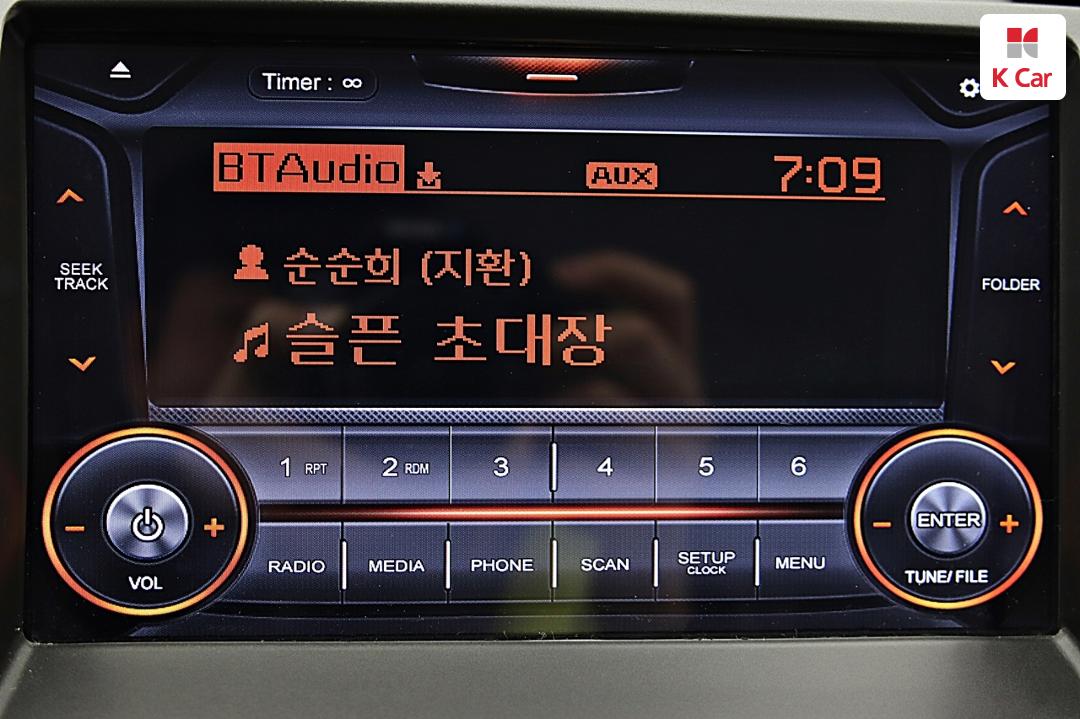 K Car
Timer : ∞
BTAudio AUX 7:09
순순희 (지환)
슬픈 초대장
SEEK
TRACK
FOLDER
1 RPT 2 RDM 3 4 5 6
RADIO MEDIA PHONE SCAN SETUP CLOCK MENU
VOL
ENTER
TUNE/ FILE